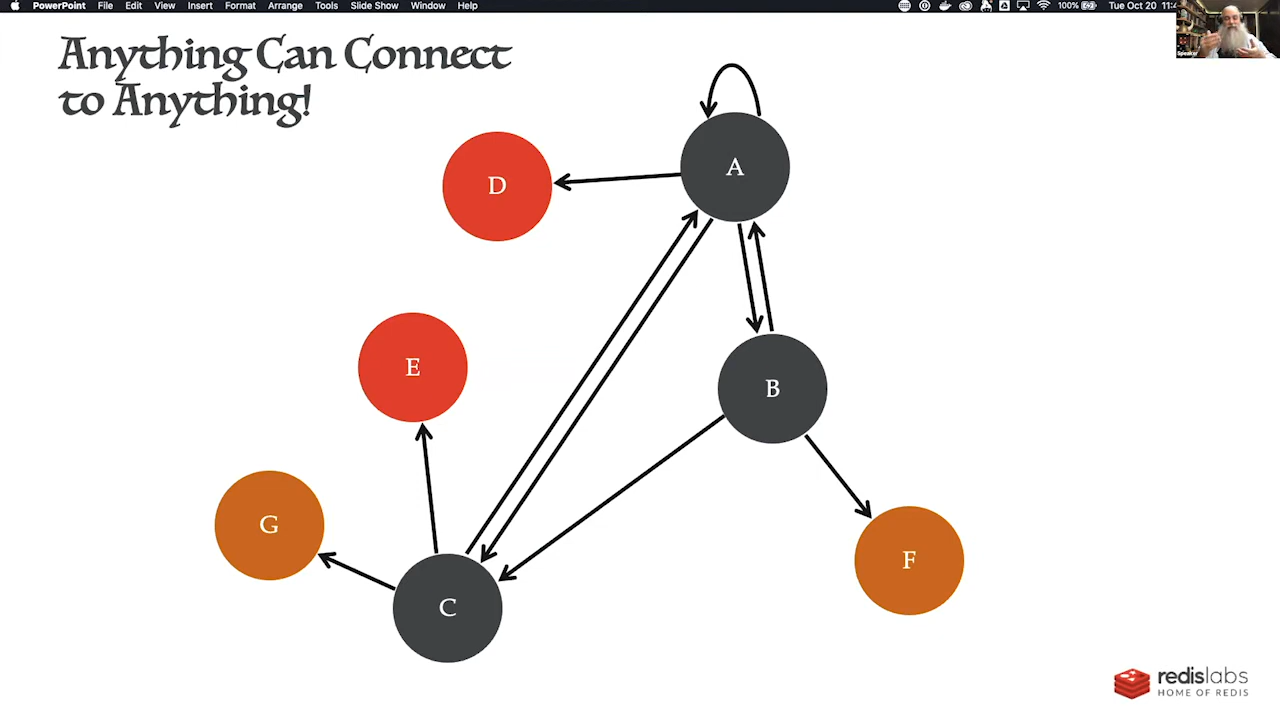 PowerPoint File Edit View Insert Format Arrange Tools Slide Show Window Help 100% Tue Oct 20
Speaker
Anything Can Connect
to Anything!
A
D
E
B
G
F
C
redislabs
HOME OF REDIS